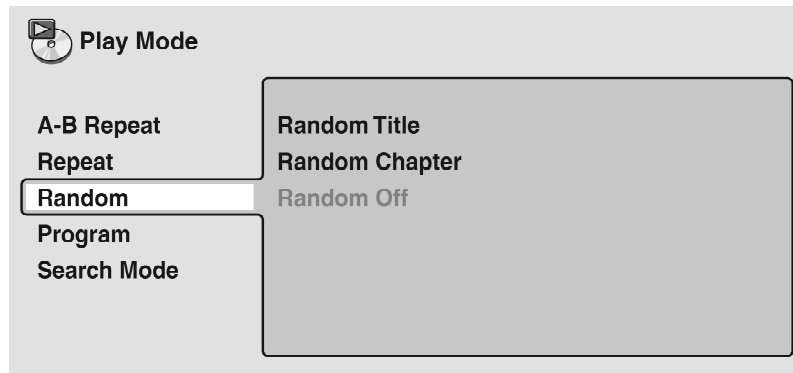 Play Mode
A-B Repeat
Repeat
Random
Program
Search Mode
Random Title
Random Chapter
Random Off